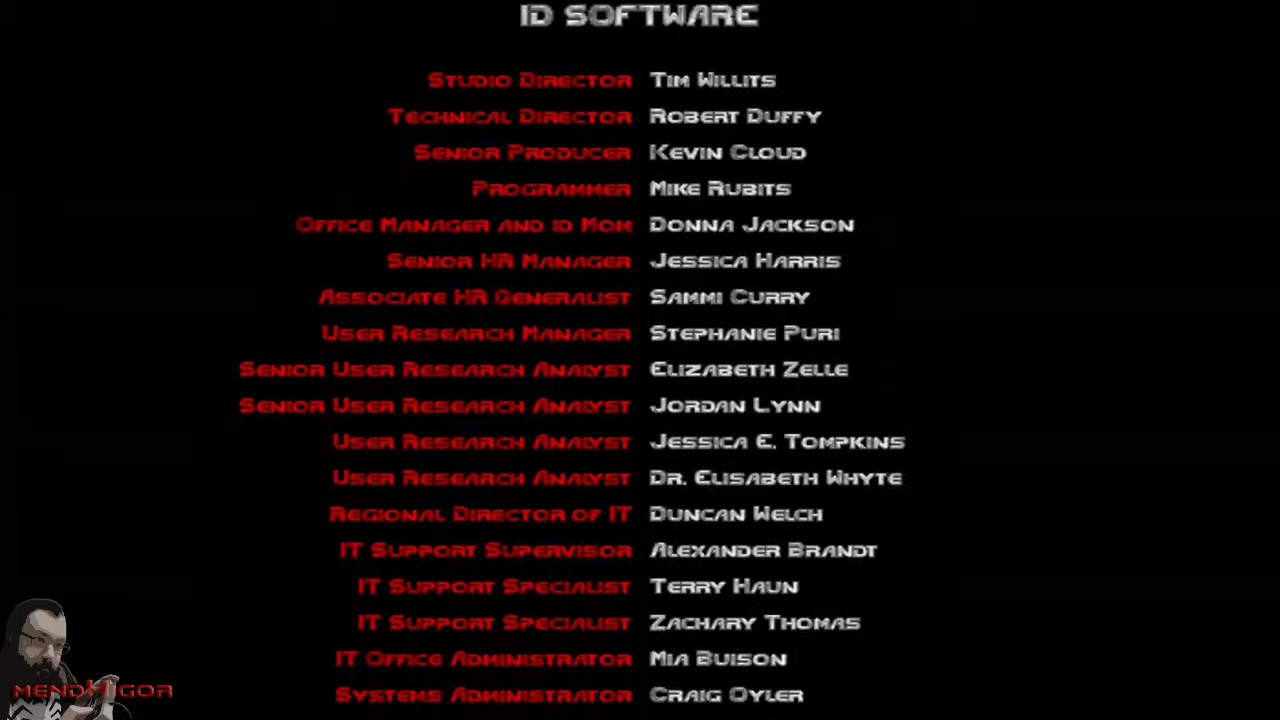 ID SOFTWARE
STUDIO DIRECTOR TIM WILLITS
TECHNICAL DIRECTOR ROBERT DUFFY
SENIOR PRODUCER KEVIN CLOUD
PROGRAMMER MIKE RUBITS
OFFICE MANAGER AND ID MOM DONNA JACKSON
SENIOR HR MANAGER JESSICA HARRIS
ASSOCIATE HR GENERALIST SAMMI CURRY
USER RESEARCH MANAGER STEPHANIE PURI
SENIOR USER RESEARCH ANALYST ELIZABETH ZELLE
SENIOR USER RESEARCH ANALYST JORDAN LYNN
USER RESEARCH ANALYST JESSICA E. TOMPKINS
USER RESEARCH ANALYST DR. ELISABETH WHYTE
REGIONAL DIRECTOR OF IT DUNCAN WELCH
IT SUPPORT SUPERVISOR ALEXANDER BRANDT
IT SUPPORT SPECIALIST TERRY HAUN
IT SUPPORT SPECIALIST ZACHARY THOMAS
IT OFFICE ADMINISTRATOR MIA BUISON
SYSTEMS ADMINISTRATOR CRAIG OYLER
MENDHIGOR